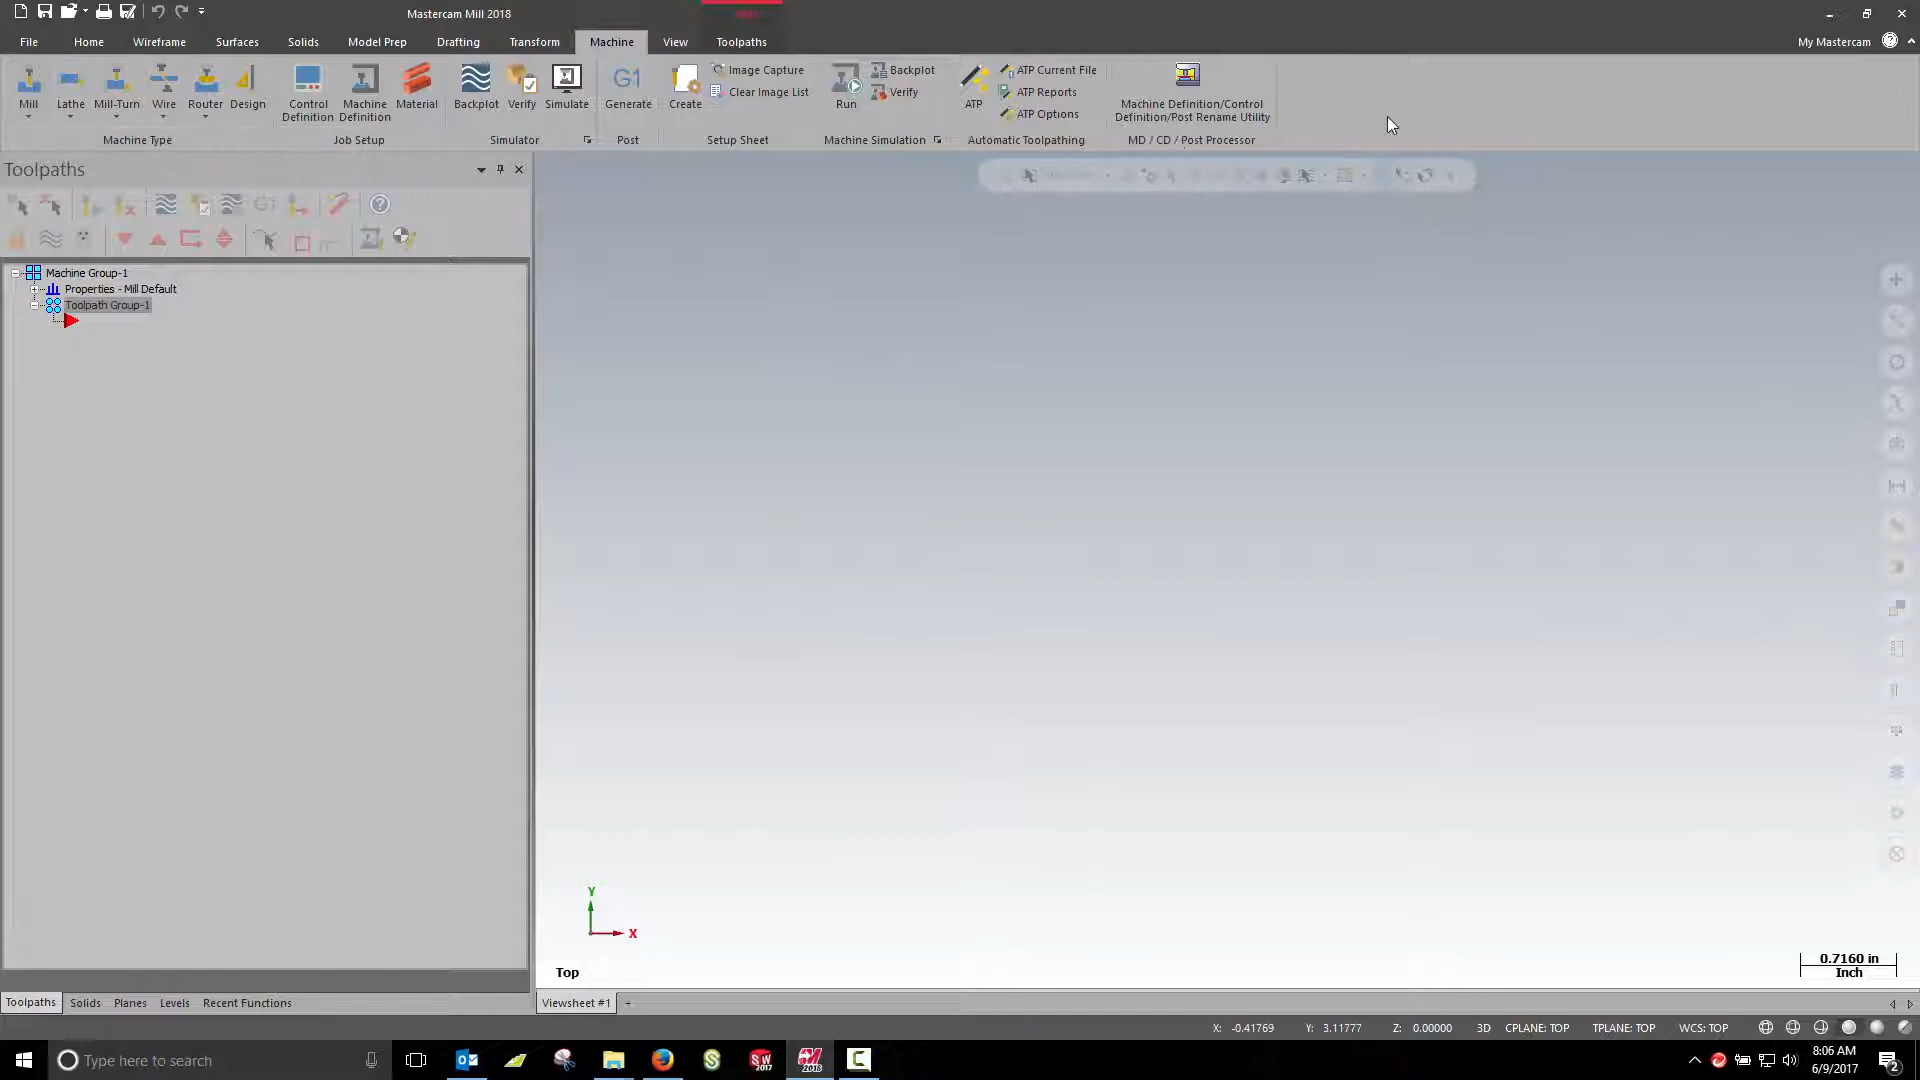 Mastercam Mill 2018
File Home Wireframe Surfaces Solids Model Prep Drafting Transform Machine View Toolpaths My Mastercam
Mill Lathe Mill-Turn Wire Router Design
Machine Type
Control Definition Machine Definition Material
Job Setup
Backplot Verify Simulate
Simulator
G1
Generate
Post
Create Image Capture
Clear Image List
Setup Sheet
Run Backplot
Verify
Machine Simulation
ATP ATP Current File
ATP Reports
ATP Options
Automatic Toolpathing
Machine Definition/Control
Definition/Post Rename Utility
MD / CD / Post Processor
Toolpaths
G1
Machine Group-1
Properties - Mill Default
Toolpath Group-1
Y
X
Top
0.7160 in
Inch
Toolpaths Solids Planes Levels Recent Functions
Viewsheet #1 +
X: -0.41769 Y: 3.11777 Z: 0.00000 3D CPLANE: TOP TPLANE: TOP WCS: TOP
Type here to search
SW
2017
2018
8:06 AM
6/9/2017
2